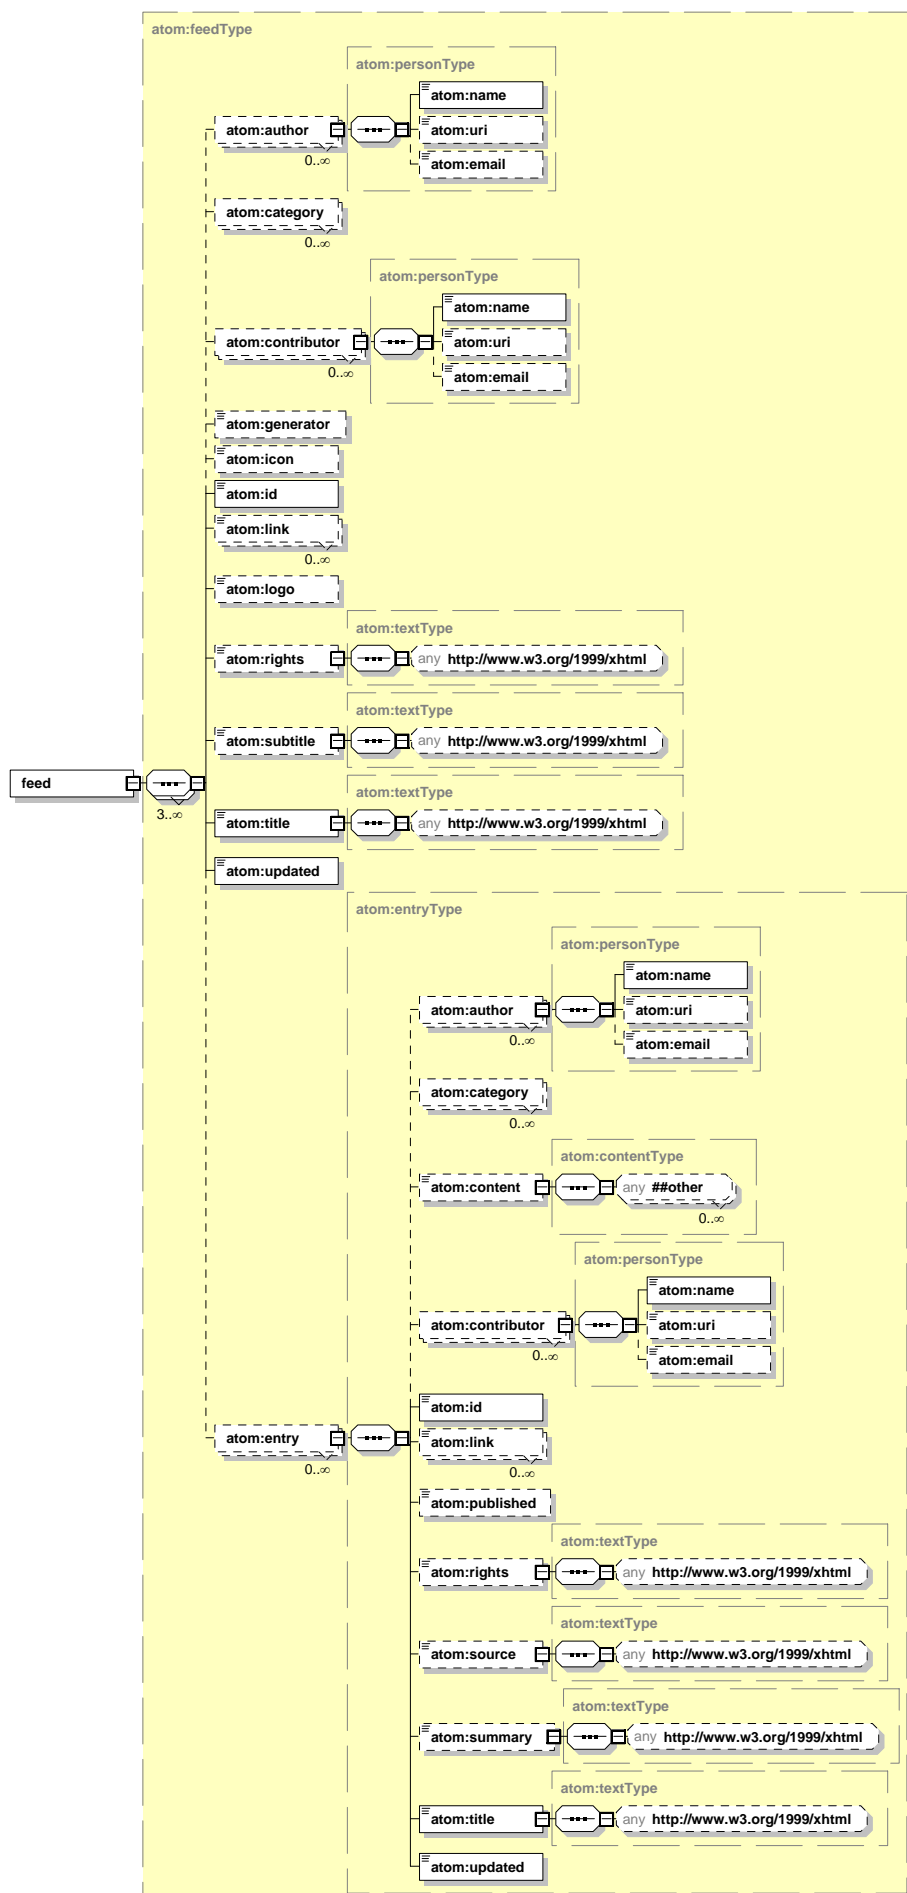 atom:feedType
atom:personType
atom:name
atom:author
atom:uri
0..∞
atom:email
atom:category
0..∞
atom:personType
atom:name
atom:contributor
atom:uri
0..∞
atom:email
atom:generator
atom:icon
atom:id
atom:link
0..∞
atom:logo
atom:textType
atom:rights
any http://www.w3.org/1999/xhtml
atom:textType
atom:subtitle
any http://www.w3.org/1999/xhtml
feed
3..∞
atom:textType
atom:title
any http://www.w3.org/1999/xhtml
atom:updated
atom:entryType
atom:personType
atom:name
atom:author
atom:uri
0..∞
atom:email
atom:category
0..∞
atom:contentType
atom:content
any ##other
0..∞
atom:personType
atom:name
atom:contributor
atom:uri
0..∞
atom:email
atom:id
atom:entry
0..∞
atom:link
0..∞
atom:published
atom:textType
atom:rights
any http://www.w3.org/1999/xhtml
atom:textType
atom:source
any http://www.w3.org/1999/xhtml
atom:textType
atom:summary
any http://www.w3.org/1999/xhtml
atom:textType
atom:title
any http://www.w3.org/1999/xhtml
atom:updated